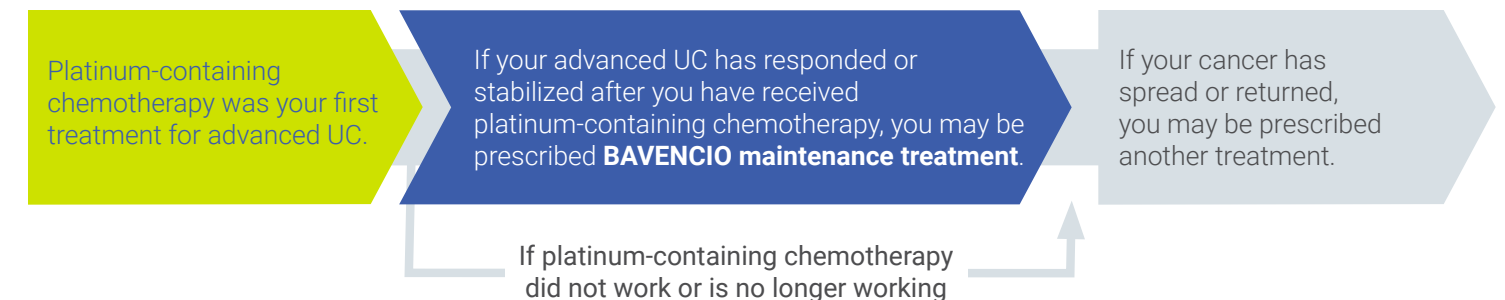 Platinum-containing
chemotherapy was your first
treatment for advanced UC.
If your advanced UC has responded or
stabilized after you have received
platinum-containing chemotherapy, you may be
prescribed BAVENCIO maintenance treatment.
If your cancer has
spread or returned,
you may be prescribed
another treatment.
If platinum-containing chemotherapy
did not work or is no longer working